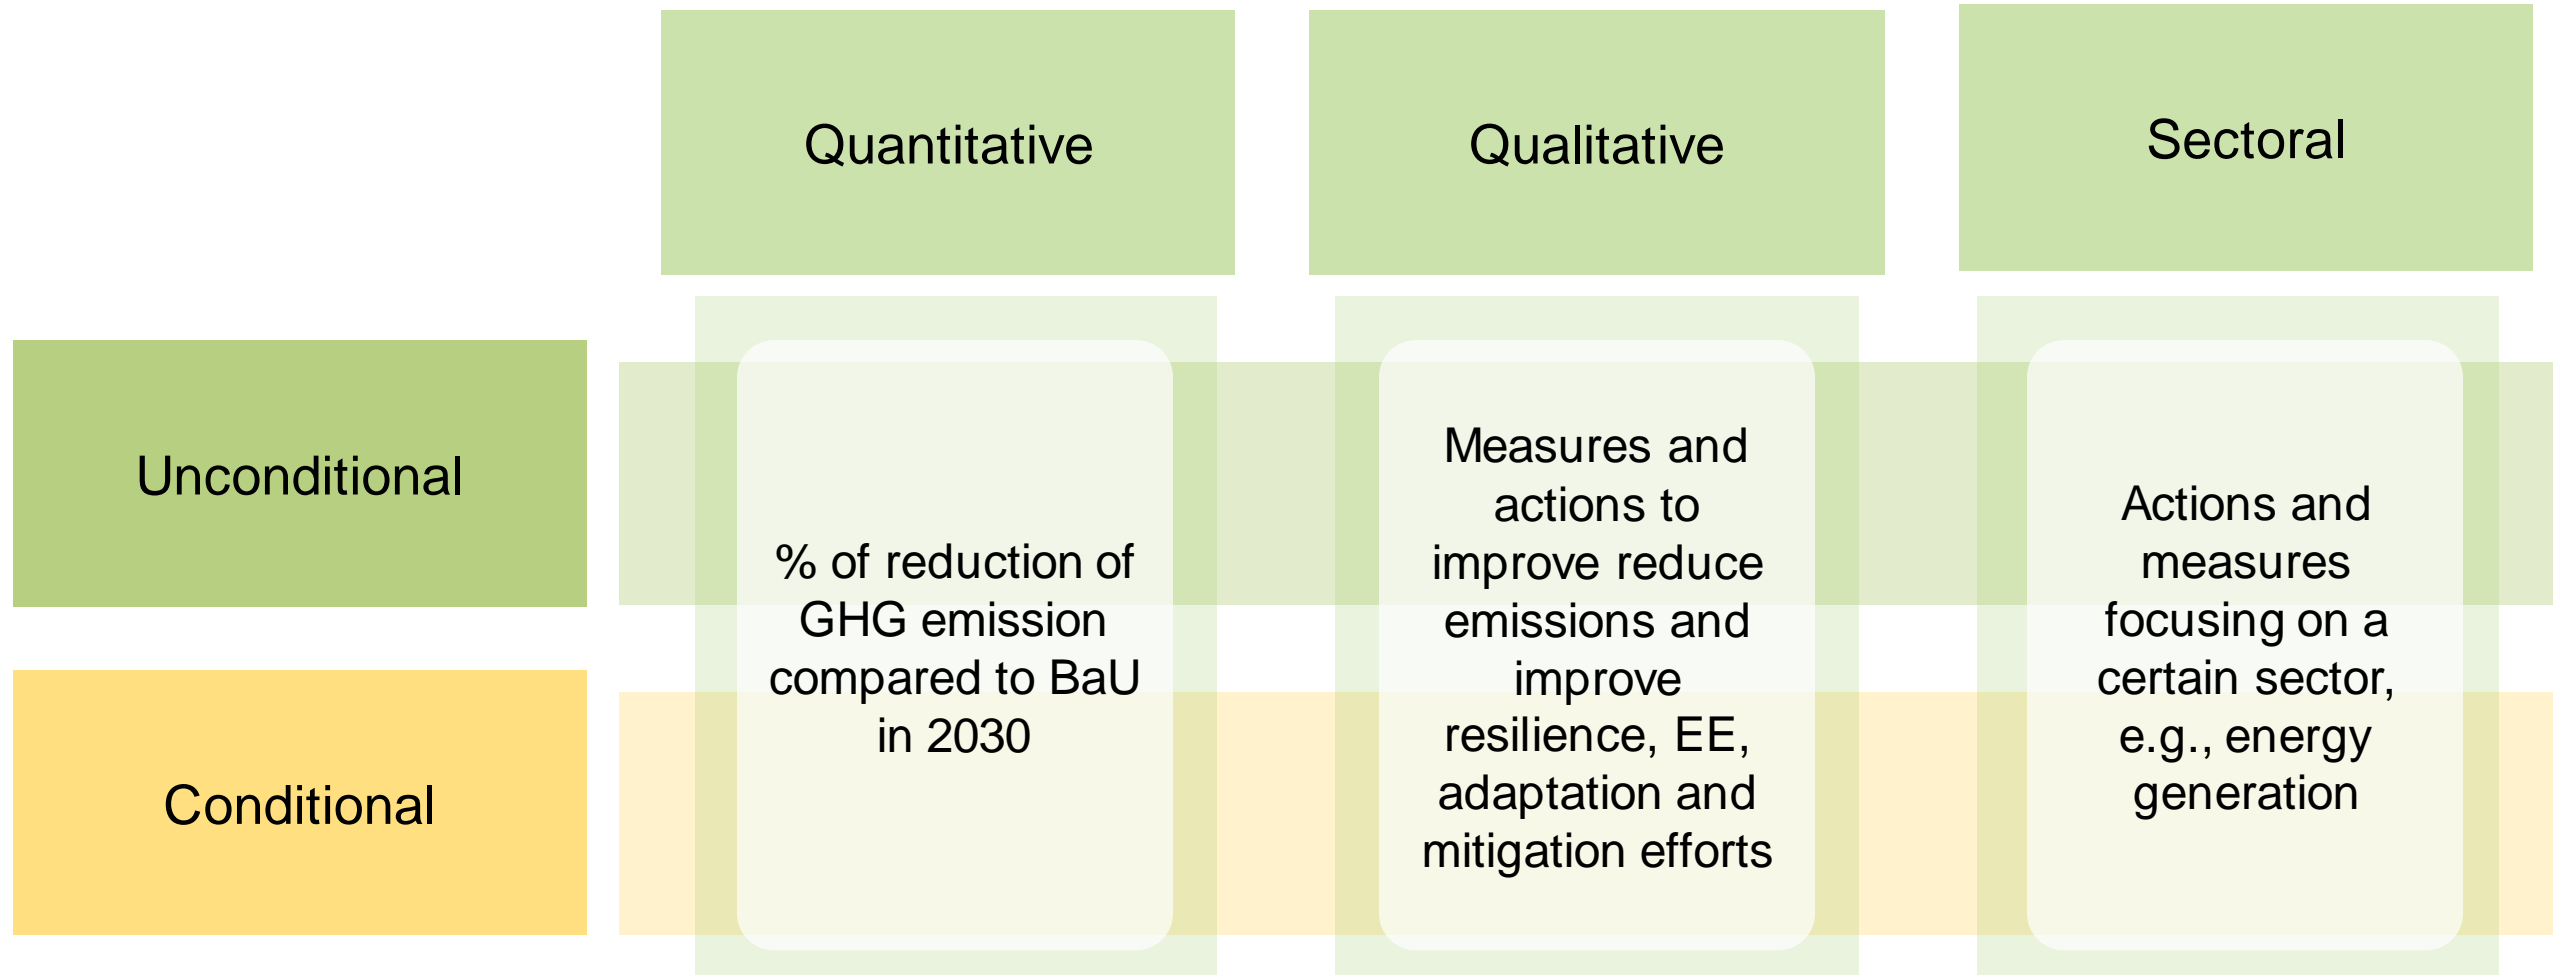 Quantitative
Qualitative
Sectoral
Unconditional
Conditional
% of reduction of
GHG emission
compared to BaU
in 2030
Measures and
actions to
improve reduce
emissions and
improve
resilience, EE,
adaptation and
mitigation efforts
Actions and
measures
focusing on a
certain sector,
e.g., energy
generation